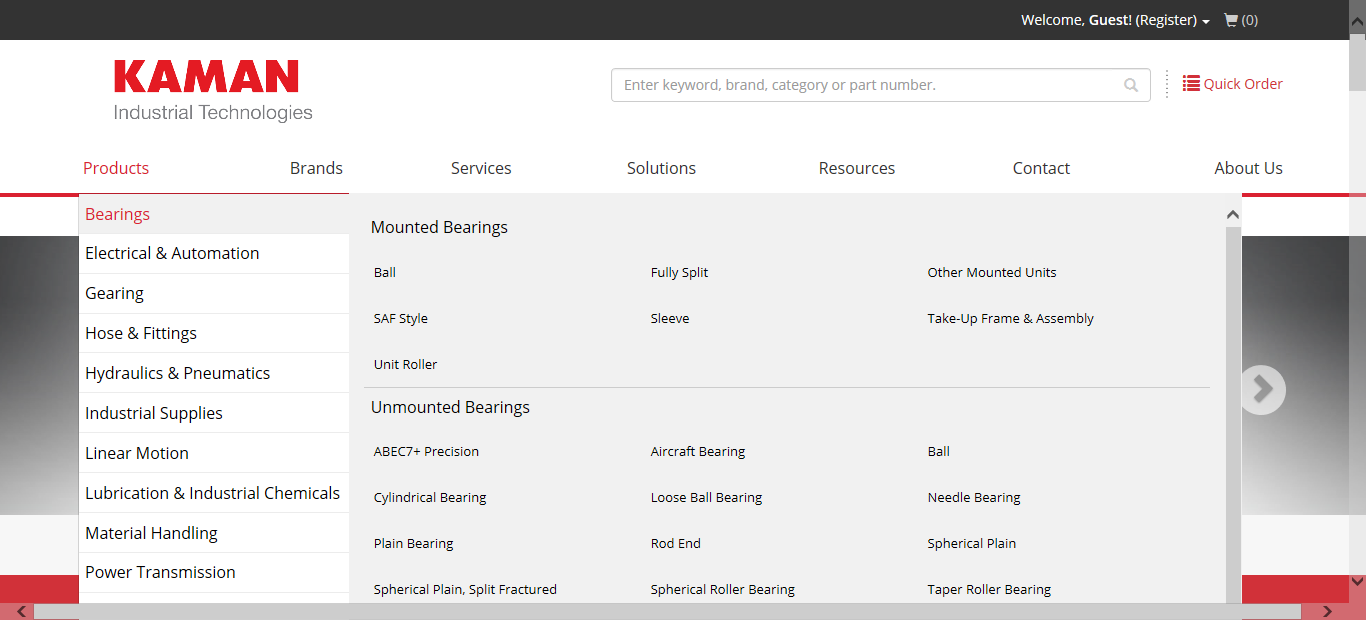 Welcome, Guest! (Register) (0)
KAMAN
Industrial Technologies
Enter keyword, brand, category or part number.
Quick Order
Products Brands Services Solutions Resources Contact About Us
Bearings
Electrical & Automation
Gearing
Hose & Fittings
Hydraulics & Pneumatics
Industrial Supplies
Linear Motion
Lubrication & Industrial Chemicals
Material Handling
Power Transmission
Mounted Bearings
Ball Fully Split Other Mounted Units
SAF Style Sleeve Take-Up Frame & Assembly
Unit Roller
Unmounted Bearings
ABEC7+ Precision Aircraft Bearing Ball
Cylindrical Bearing Loose Ball Bearing Needle Bearing
Plain Bearing Rod End Spherical Plain
Spherical Plain, Split Fractured Spherical Roller Bearing Taper Roller Bearing